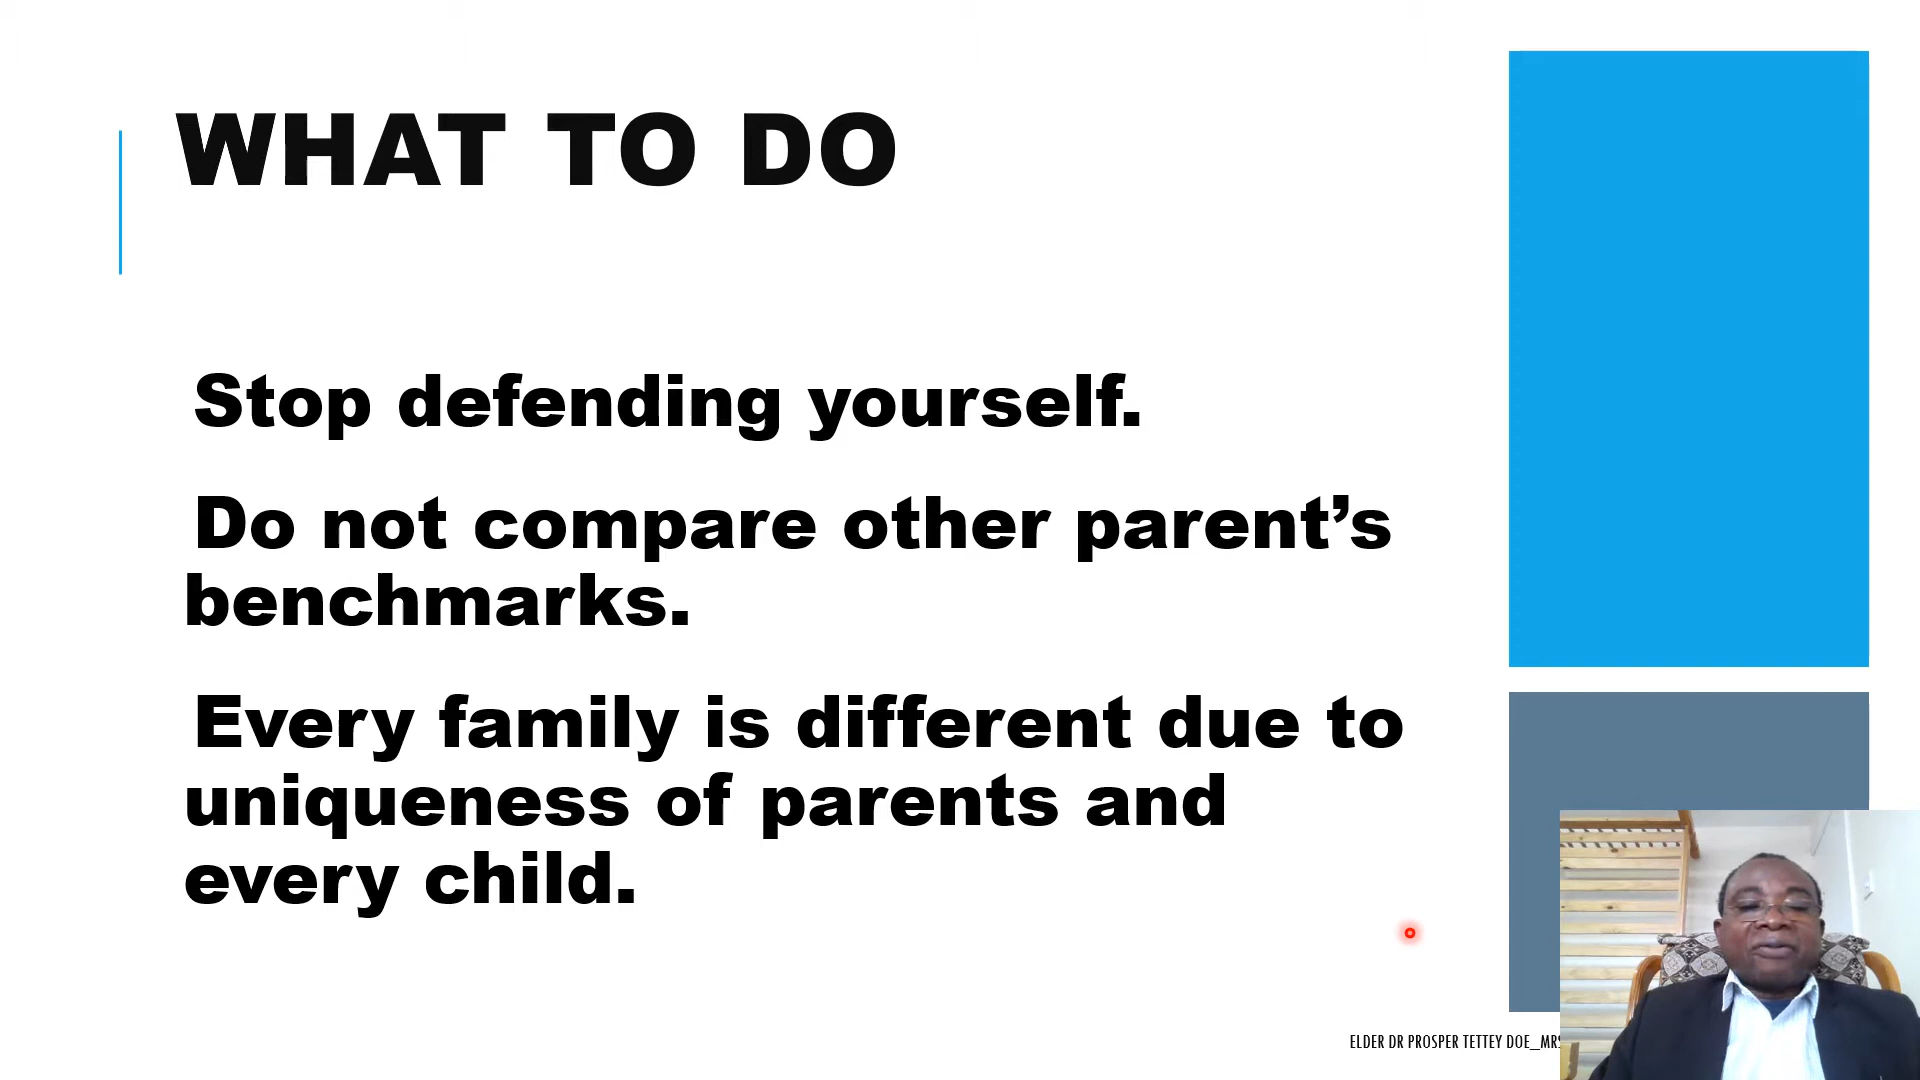 WHAT TO DO
Stop defending yourself.
Do not compare other parent’s
benchmarks.
Every family is different due to
uniqueness of parents and
every child.
ELDER DR PROSPER TETTEY DOE_MRS